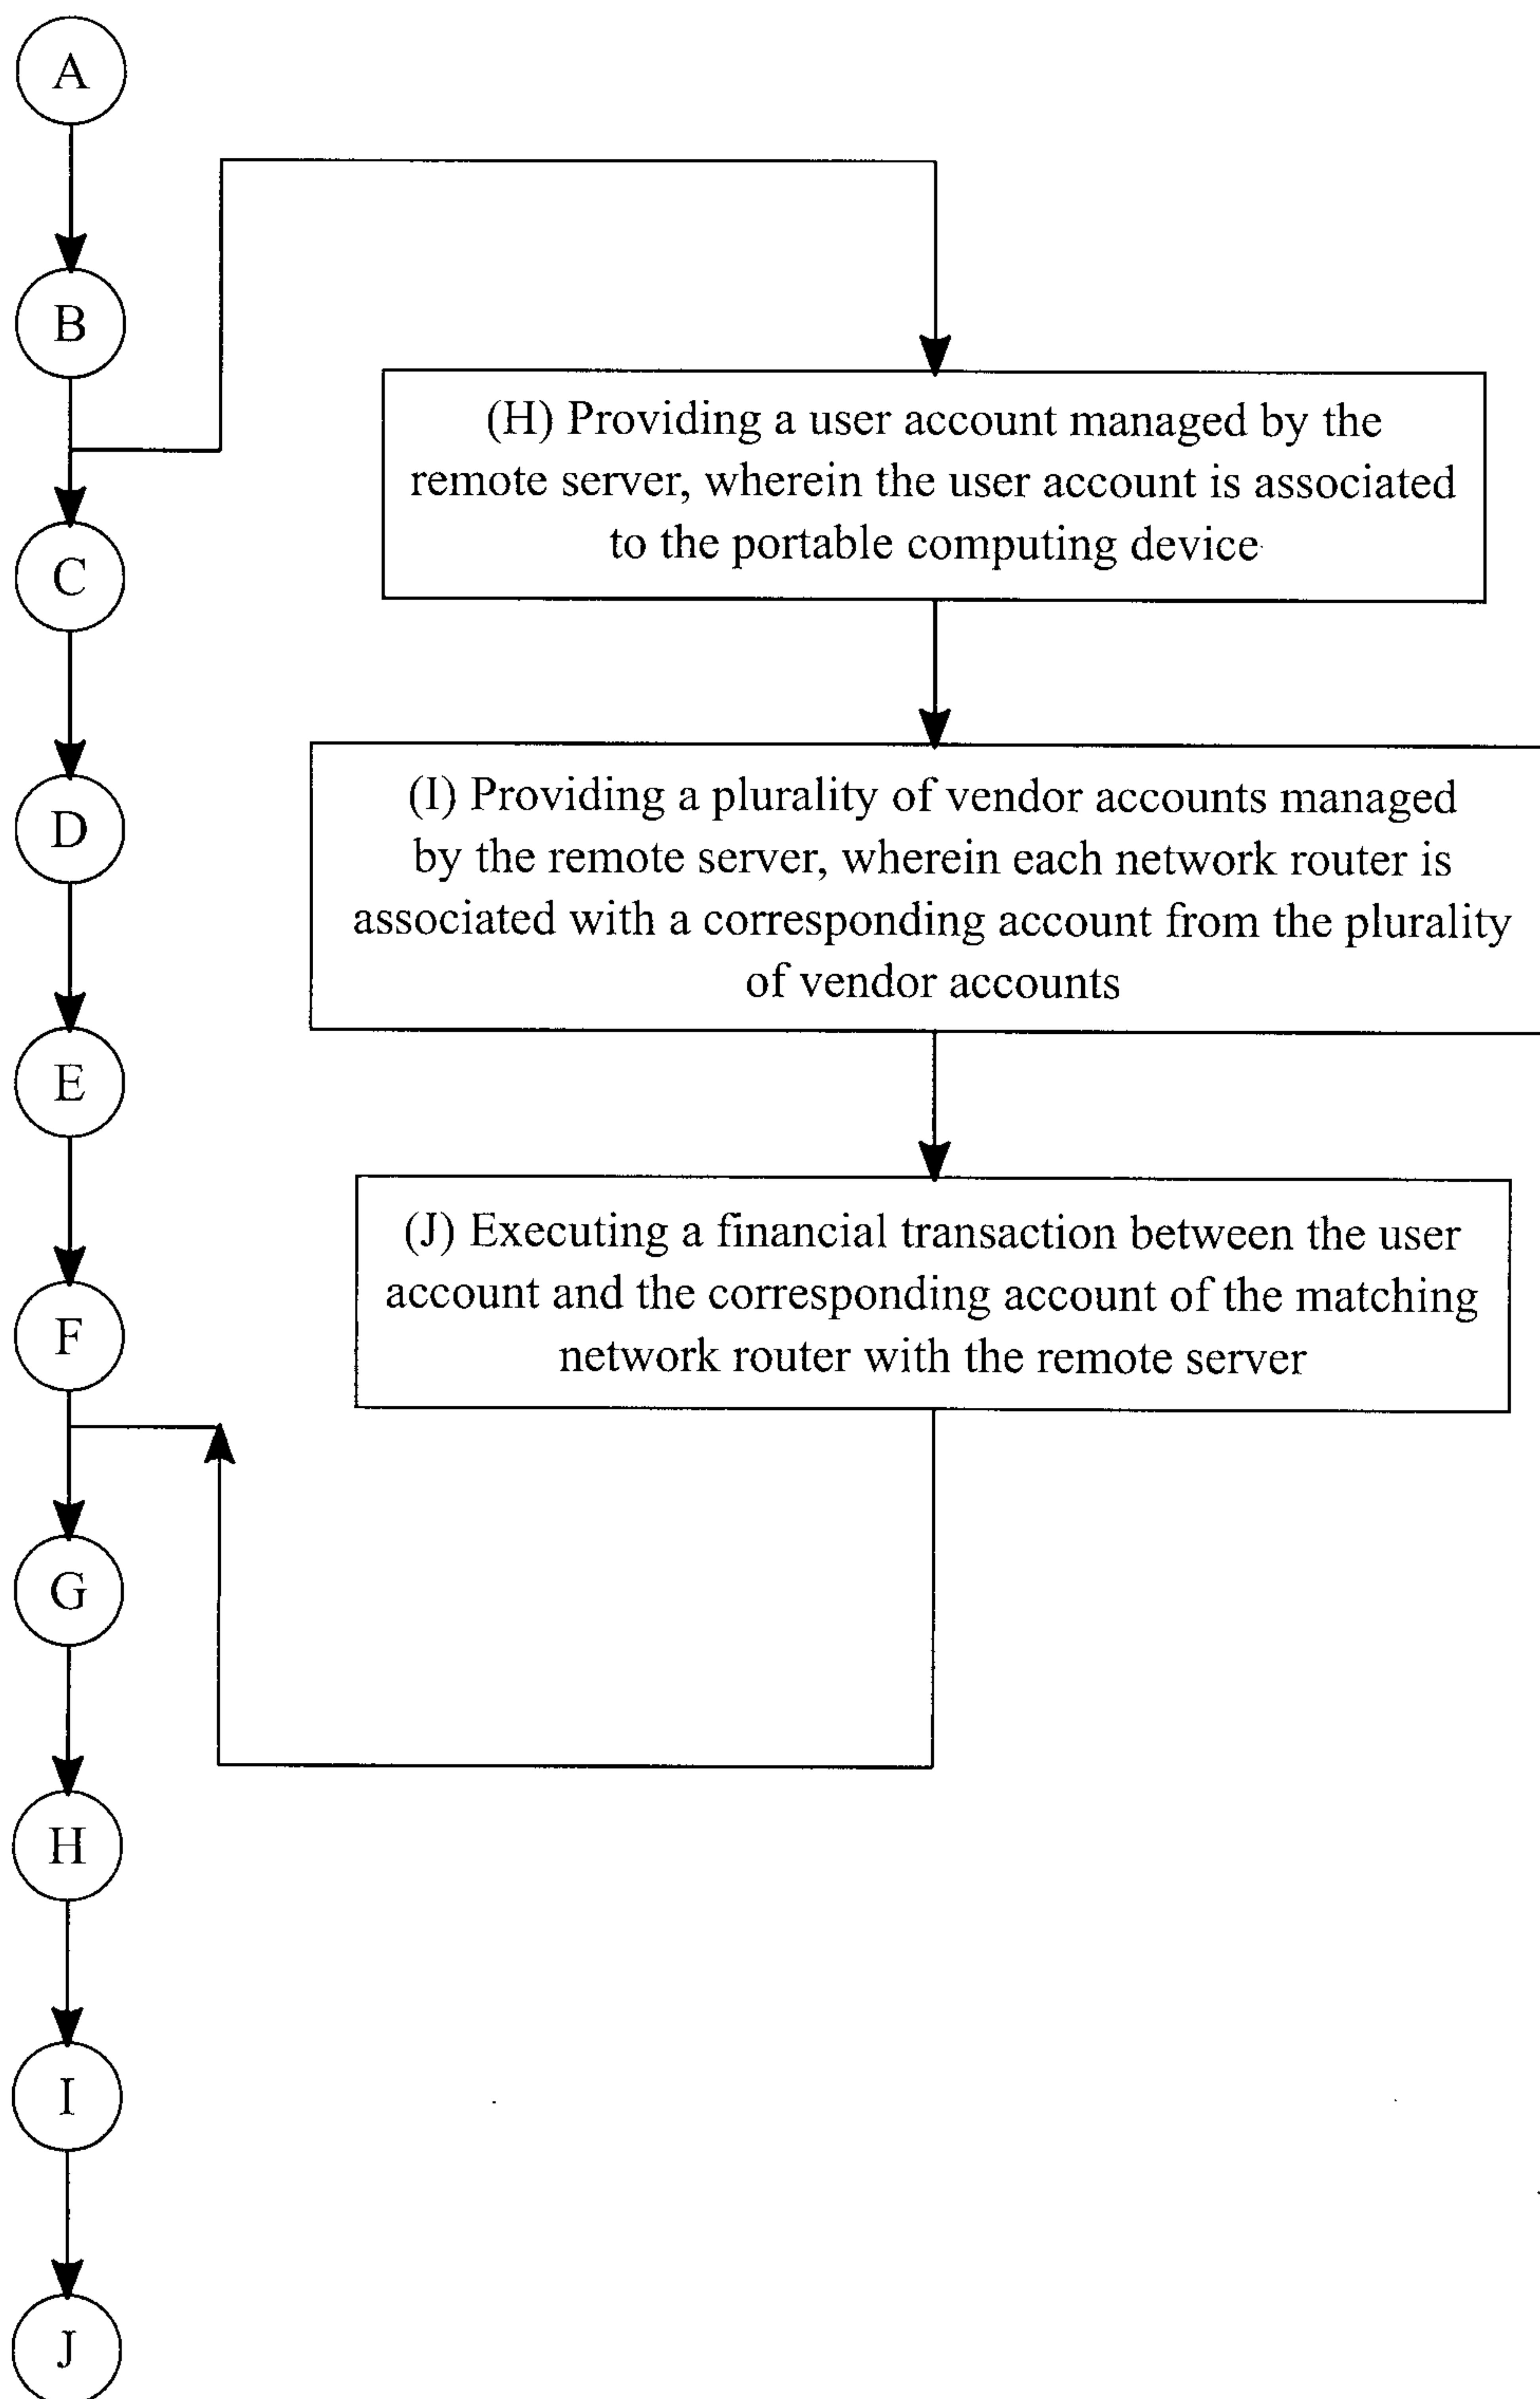 A
B
(H) Providing a user account managed by the
remote server, wherein the user account is associated
to the portable computing device
C
(I) Providing a plurality of vendor accounts managed
by the remote server, wherein each network router is
associated with a corresponding account from the plurality
of vendor accounts
D
E
(J) Executing a financial transaction between the user
account and the corresponding account of the matching
network router with the remote server
F
G
H
I
J